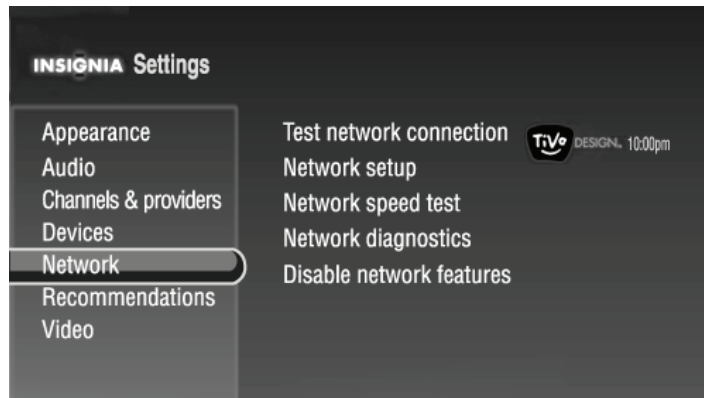 INSIGNIA Settings
Appearance
Audio
Channels & providers
Devices
Network
Recommendations
Video
Test network connection
Network setup
Network speed test
Network diagnostics
Disable network features
TiVo DESIGN. 10:00pm